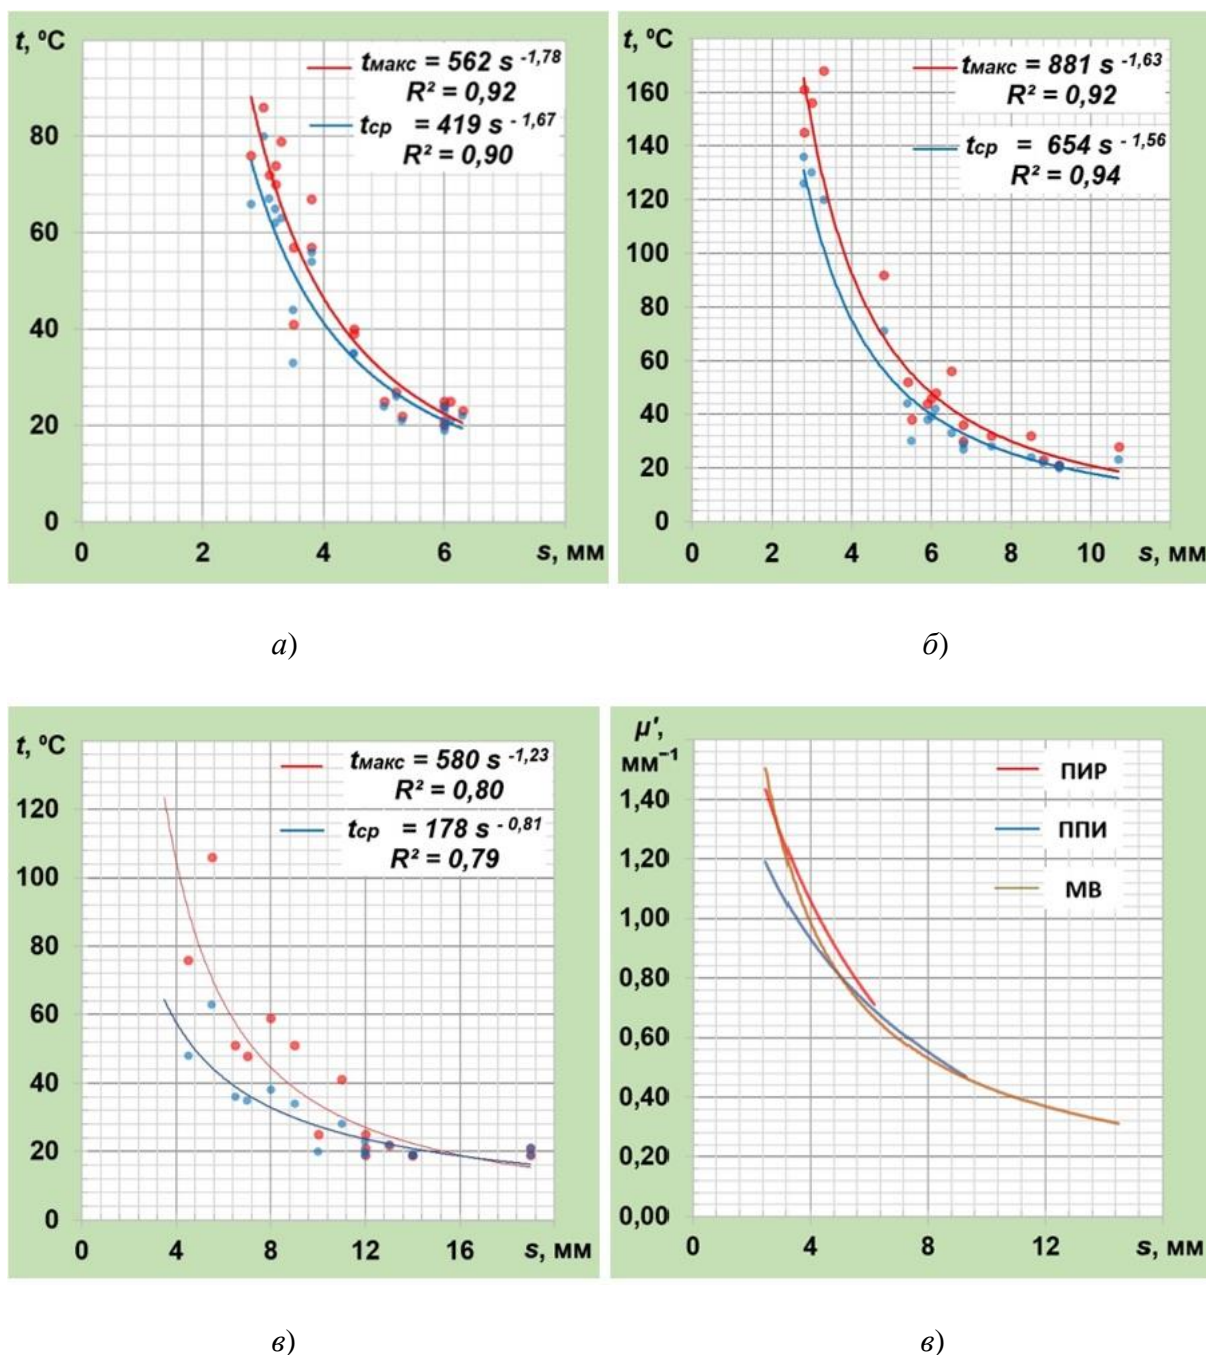 t, ºC
tмакс = 562 s -1,78
R² = 0,92
tср = 419 s - 1,67
R² = 0,90
80
60
40
20
0
0 2 4 6 s, мм
а)
t, ºC
tмакс = 881 s -1,63
R² = 0,92
tср = 654 s - 1,56
R² = 0,94
160
140
120
100
80
60
40
20
0
0 2 4 6 8 10 s, мм
б)
t, ºC
tмакс = 580 s -1,23
R² = 0,80
tср = 178 s - 0,81
R² = 0,79
120
100
80
60
40
20
0
0 4 8 12 16 s, мм
в)
μ′,
мм⁻¹
ПИР
ППИ
МВ
1,40
1,20
1,00
0,80
0,60
0,40
0,20
0,00
0 4 8 12 s, мм
в)